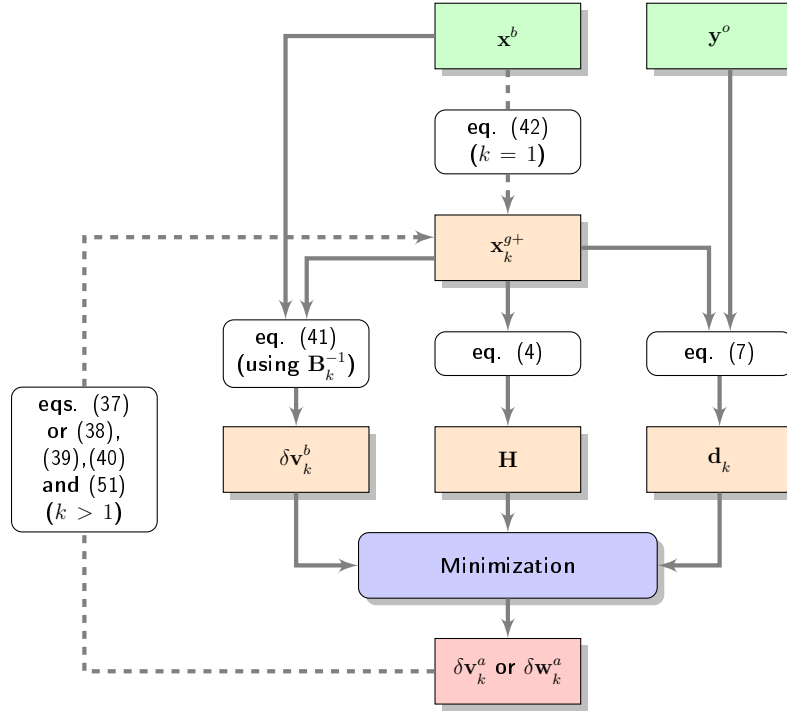 x^b
y^o
eq. (42)
(k = 1)
x_k^{g+}
eq. (41)
(using B_k^{-1})
eq. (4)
eq. (7)
eqs. (37)
or (38),
(39),(40)
and (51)
(k > 1)
δv_k^b
H
d_k
Minimization
δv_k^a or δw_k^a